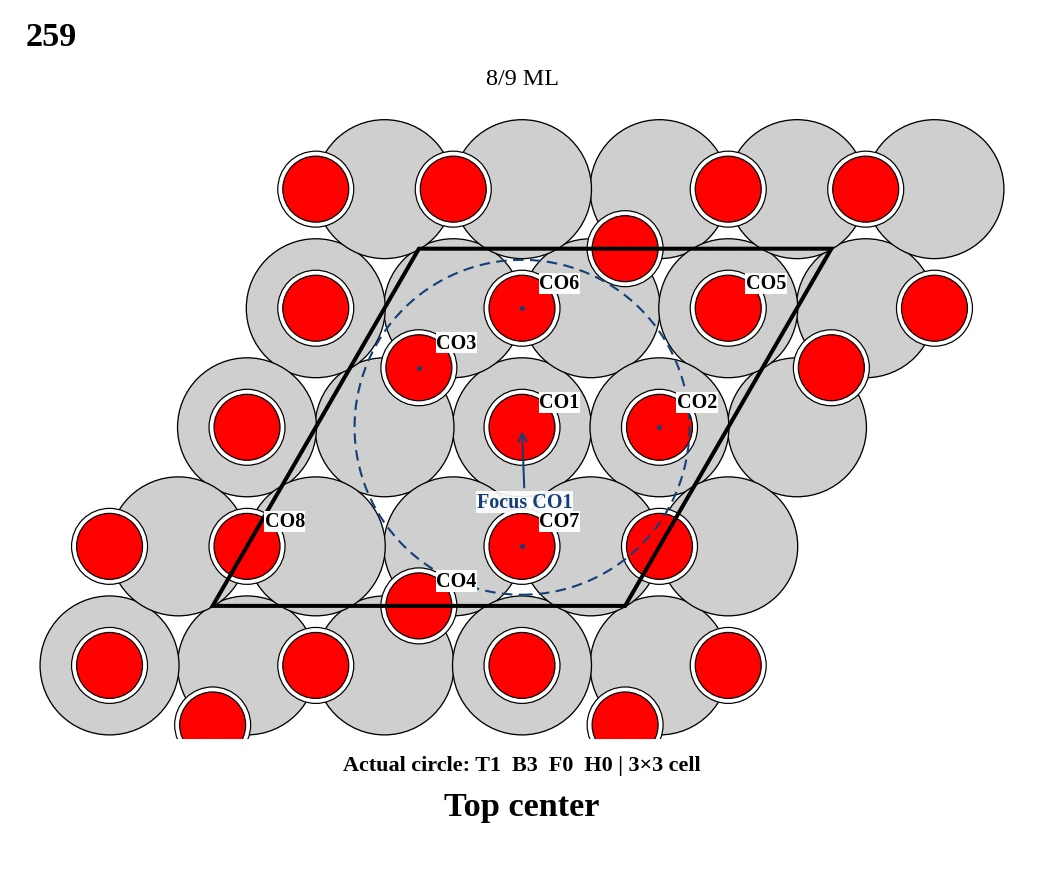 259
8/9 ML
CO6
CO5
CO3
CO1
CO2
Focus CO1
CO8
CO7
CO4
Actual circle: T1 B3 F0 H0 | 3×3 cell
Top center